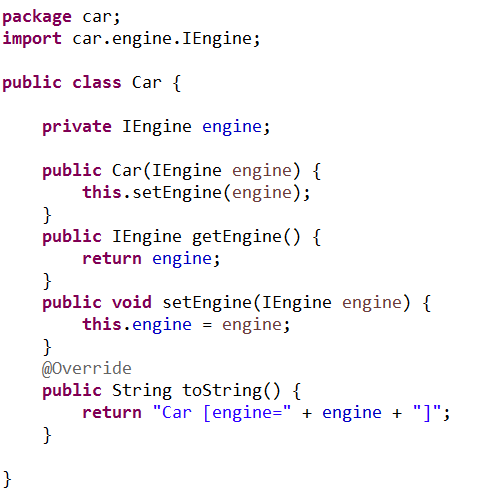 package car;
import car.engine.IEngine;

public class Car {

    private IEngine engine;

    public Car(IEngine engine) {
        this.setEngine(engine);
    }
    public IEngine getEngine() {
        return engine;
    }
    public void setEngine(IEngine engine) {
        this.engine = engine;
    }
    @Override
    public String toString() {
        return "Car [engine=" + engine + "]";
    }

}